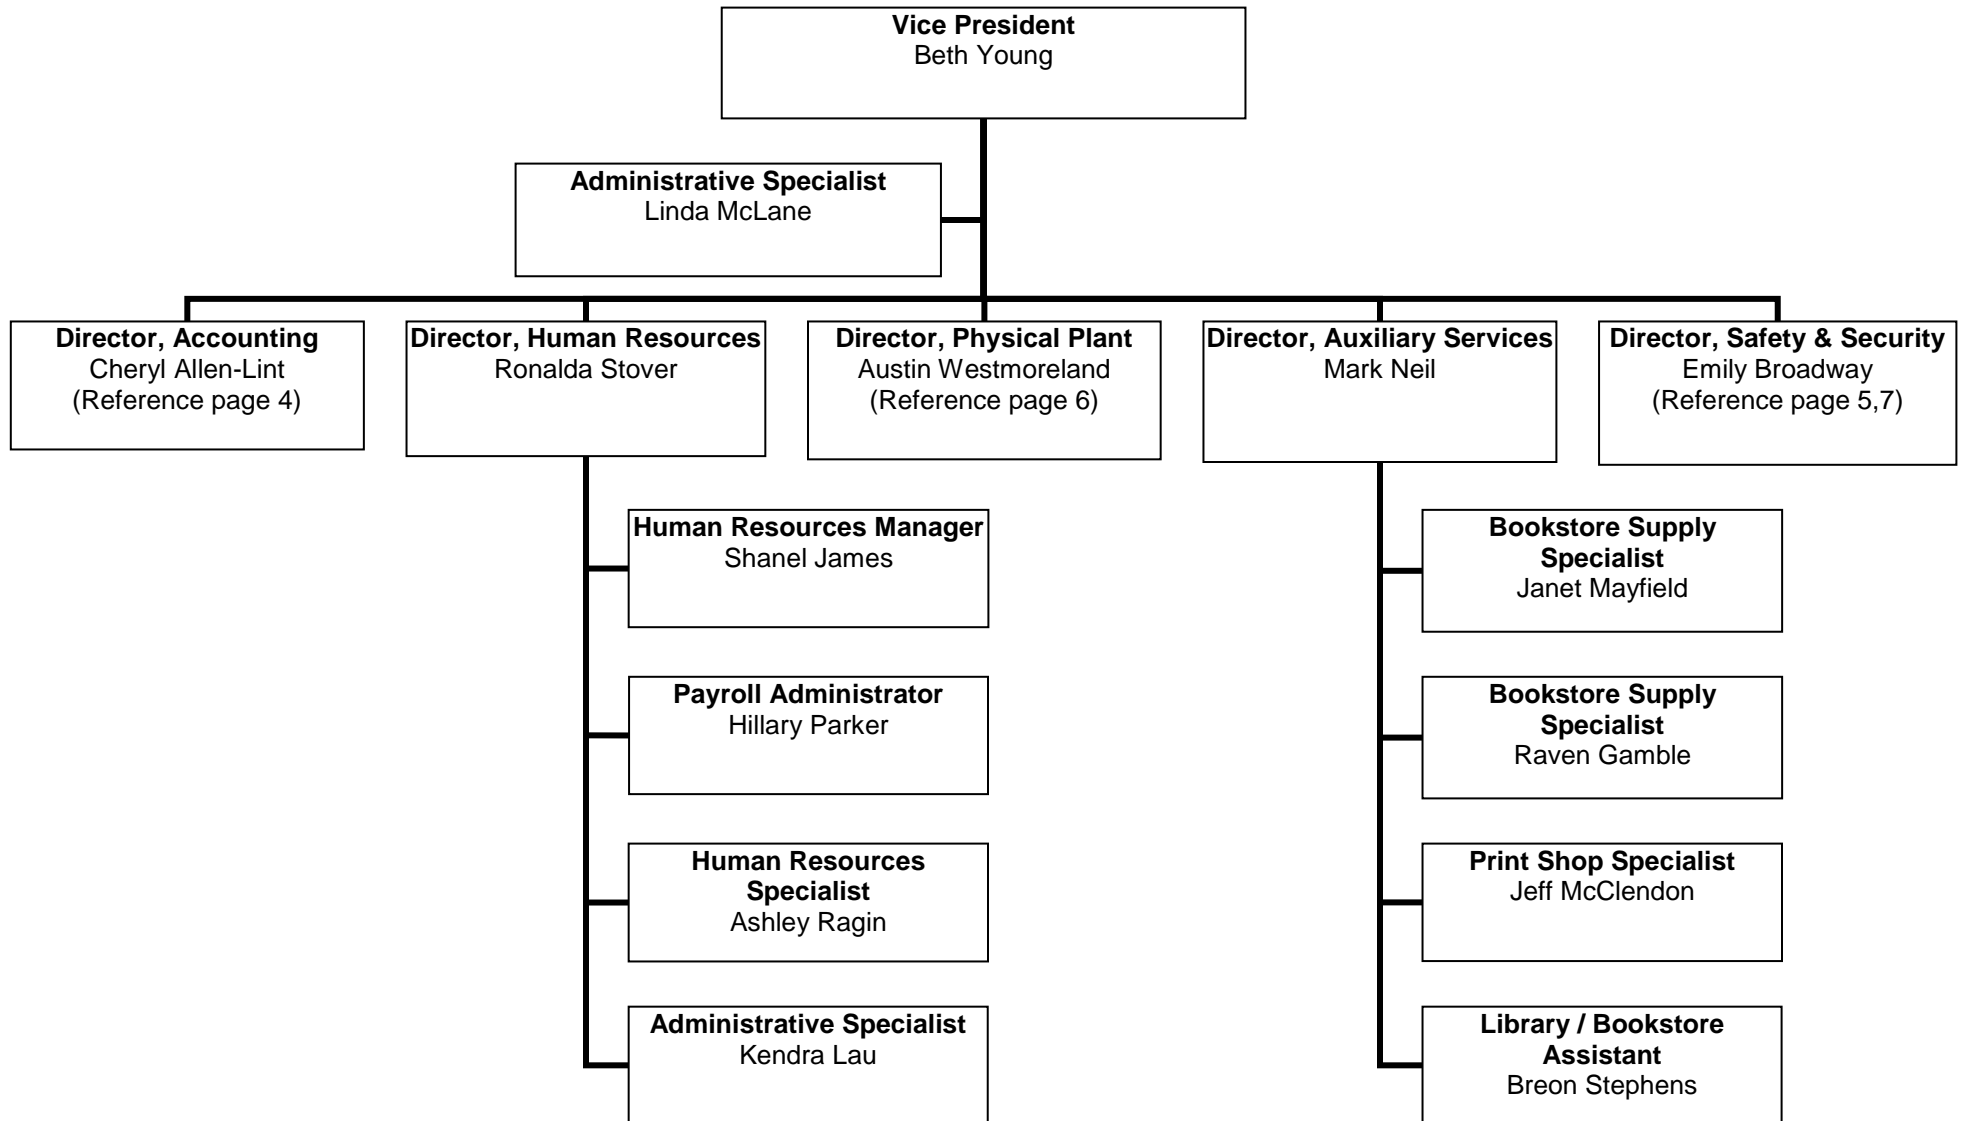 Vice President
Beth Young
Administrative Specialist
Linda McLane
Director, Accounting
Cheryl Allen-Lint
(Reference page 4)
Director, Human Resources
Ronalda Stover
Director, Physical Plant
Austin Westmoreland
(Reference page 6)
Director, Auxiliary Services
Mark Neil
Director, Safety & Security
Emily Broadway
(Reference page 5,7)
Human Resources Manager
Shanel James
Payroll Administrator
Hillary Parker
Human Resources
Specialist
Ashley Ragin
Administrative Specialist
Kendra Lau
Bookstore Supply
Specialist
Janet Mayfield
Bookstore Supply
Specialist
Raven Gamble
Print Shop Specialist
Jeff McClendon
Library / Bookstore
Assistant
Breon Stephens